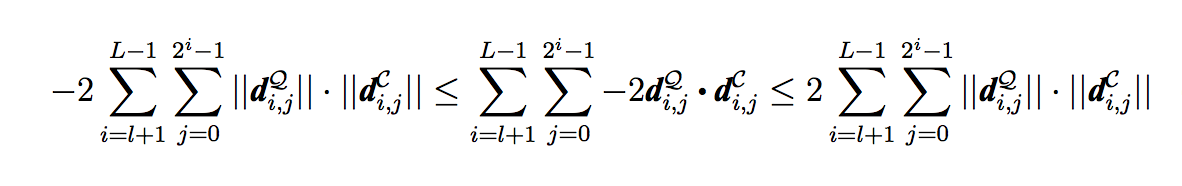 $-2 \sum_{i=l+1}^{L-1} \sum_{j=0}^{2^i-1} ||\boldsymbol{d}_{i,j}^{\mathcal{Q}}|| \cdot ||\boldsymbol{d}_{i,j}^{\mathcal{C}}|| \leq \sum_{i=l+1}^{L-1} \sum_{j=0}^{2^i-1} -2\boldsymbol{d}_{i,j}^{\mathcal{Q}} \bullet \boldsymbol{d}_{i,j}^{\mathcal{C}} \leq 2 \sum_{i=l+1}^{L-1} \sum_{j=0}^{2^i-1} ||\boldsymbol{d}_{i,j}^{\mathcal{Q}}|| \cdot ||\boldsymbol{d}_{i,j}^{\mathcal{C}}||$